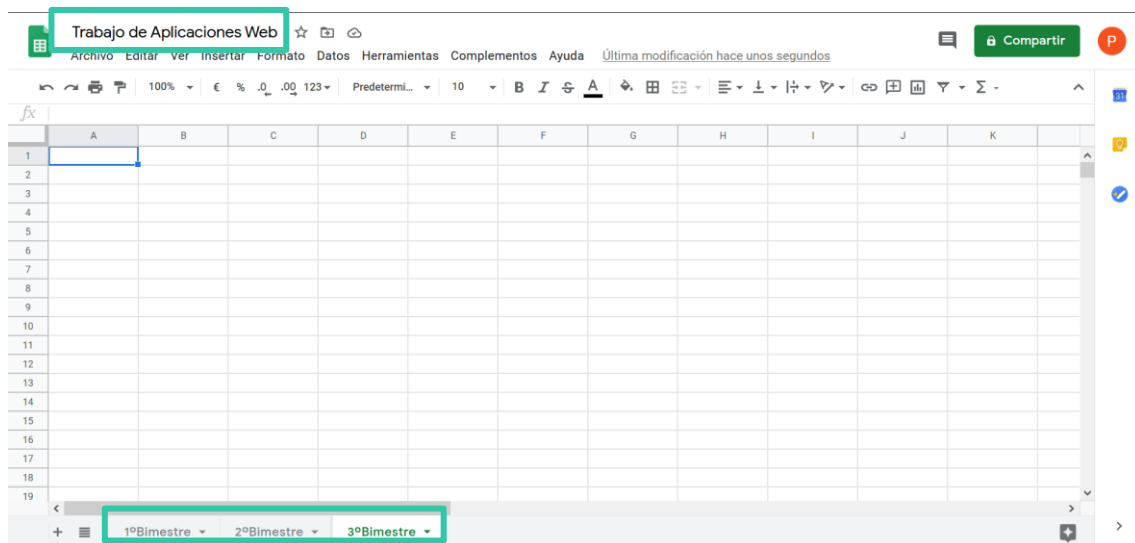 Trabajo de Aplicaciones Web
Archivo Editar Ver Insertar Formato Datos Herramientas Complementos Ayuda Última modificación hace unos segundos
Compartir
P
100% € % .0 .00 123 Predetermi... 10 B I S A Σ
31
fx
A B C D E F G H I J K
1
2
3
4
5
6
7
8
9
10
11
12
13
14
15
16
17
18
19
+ 1ºBimestre 2ºBimestre 3ºBimestre